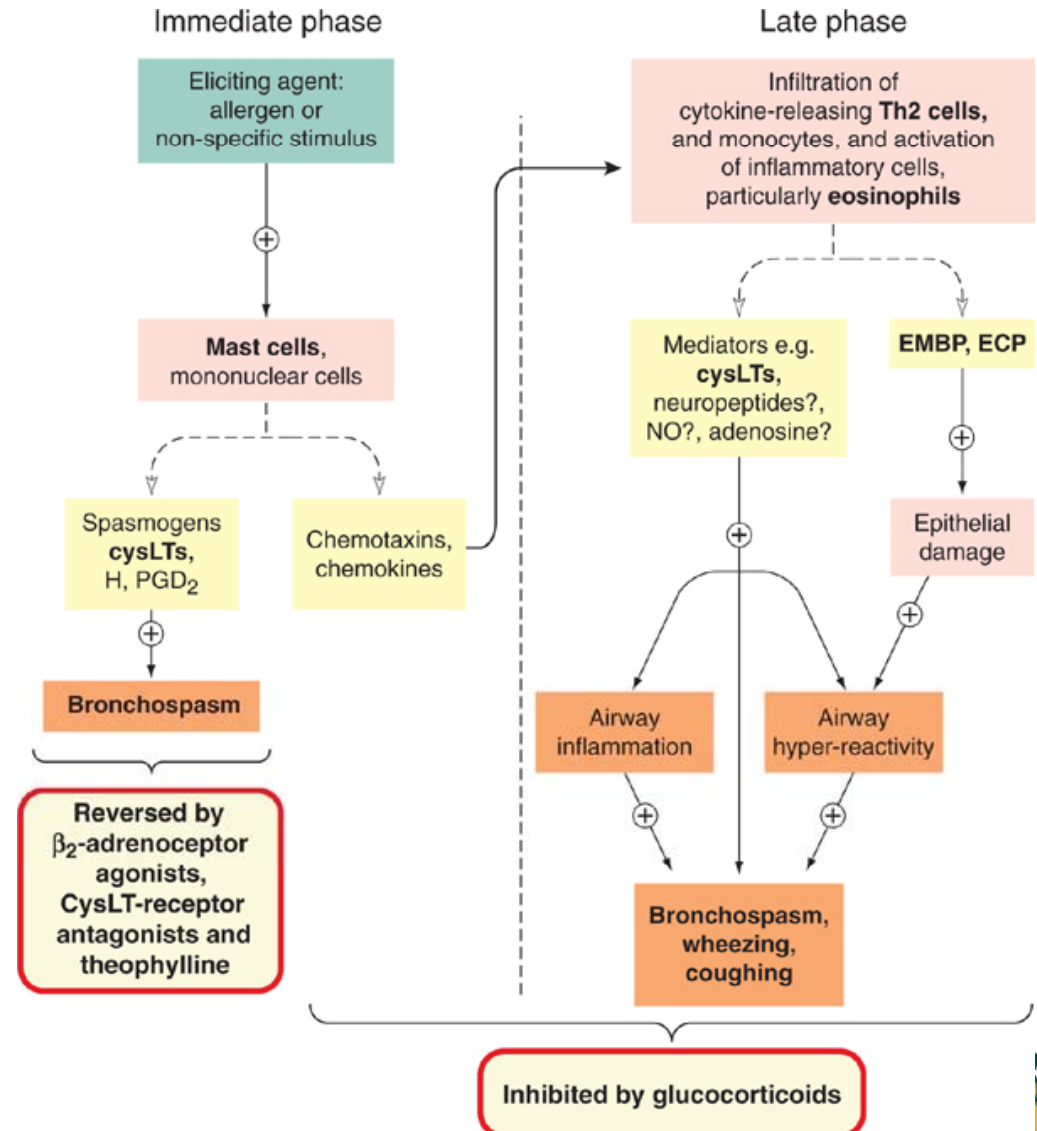 Immediate phase
Eliciting agent:
allergen or
non-specific stimulus
+
Mast cells,
mononuclear cells
Spasmogens
cysLTs,
H, PGD₂
Chemotaxins,
chemokines
+
Bronchospasm
Reversed by
β₂-adrenoceptor
agonists,
CysLT-receptor
antagonists and
theophylline
Late phase
Infiltration of
cytokine-releasing Th2 cells,
and monocytes, and activation
of inflammatory cells,
particularly eosinophils
Mediators e.g.
cysLTs,
neuropeptides?,
NO?, adenosine?
EMBP, ECP
+
Epithelial
damage
+
+
Airway
inflammation
Airway
hyper-reactivity
+
+
Bronchospasm,
wheezing,
coughing
Inhibited by glucocorticoids